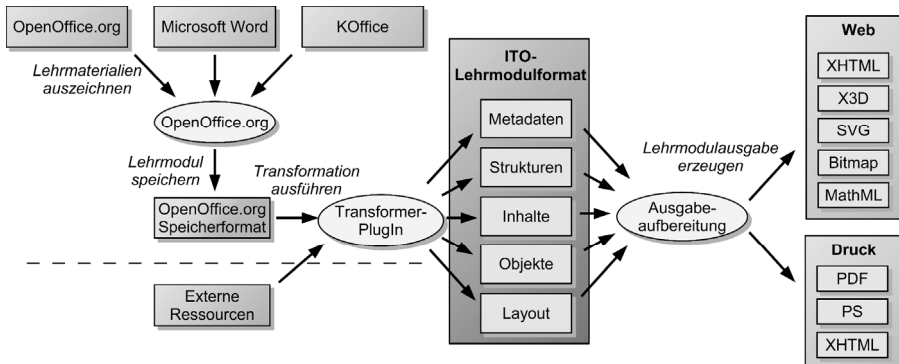 OpenOffice.org
Microsoft Word
KOffice
Lehrmaterialien
auszeichnen
OpenOffice.org
Lehrmodul
speichern
Transformation
ausführen
OpenOffice.org
Speicherformat
Transformer-
PlugIn
Externe
Ressourcen
ITO-
Lehrmodulformat
Metadaten
Strukturen
Inhalte
Objekte
Layout
Lehrmodulausgabe
erzeugen
Ausgabe-
aufbereitung
Web
XHTML
X3D
SVG
Bitmap
MathML
Druck
PDF
PS
XHTML